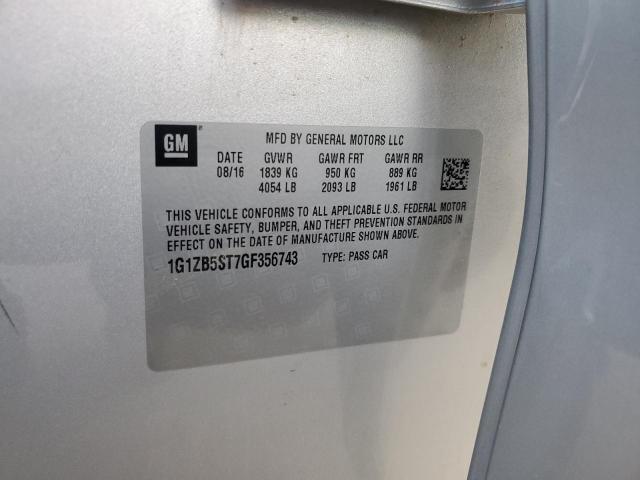 GM
MFD BY GENERAL MOTORS LLC
DATE GVWR GAWR FRT GAWR RR
08/16 1839 KG 950 KG 889 KG
4054 LB 2093 LB 1961 LB
THIS VEHICLE CONFORMS TO ALL APPLICABLE U.S. FEDERAL MOTOR
VEHICLE SAFETY, BUMPER, AND THEFT PREVENTION STANDARDS IN
EFFECT ON THE DATE OF MANUFACTURE SHOWN ABOVE.
1G1ZB5ST7GF356743 TYPE: PASS CAR